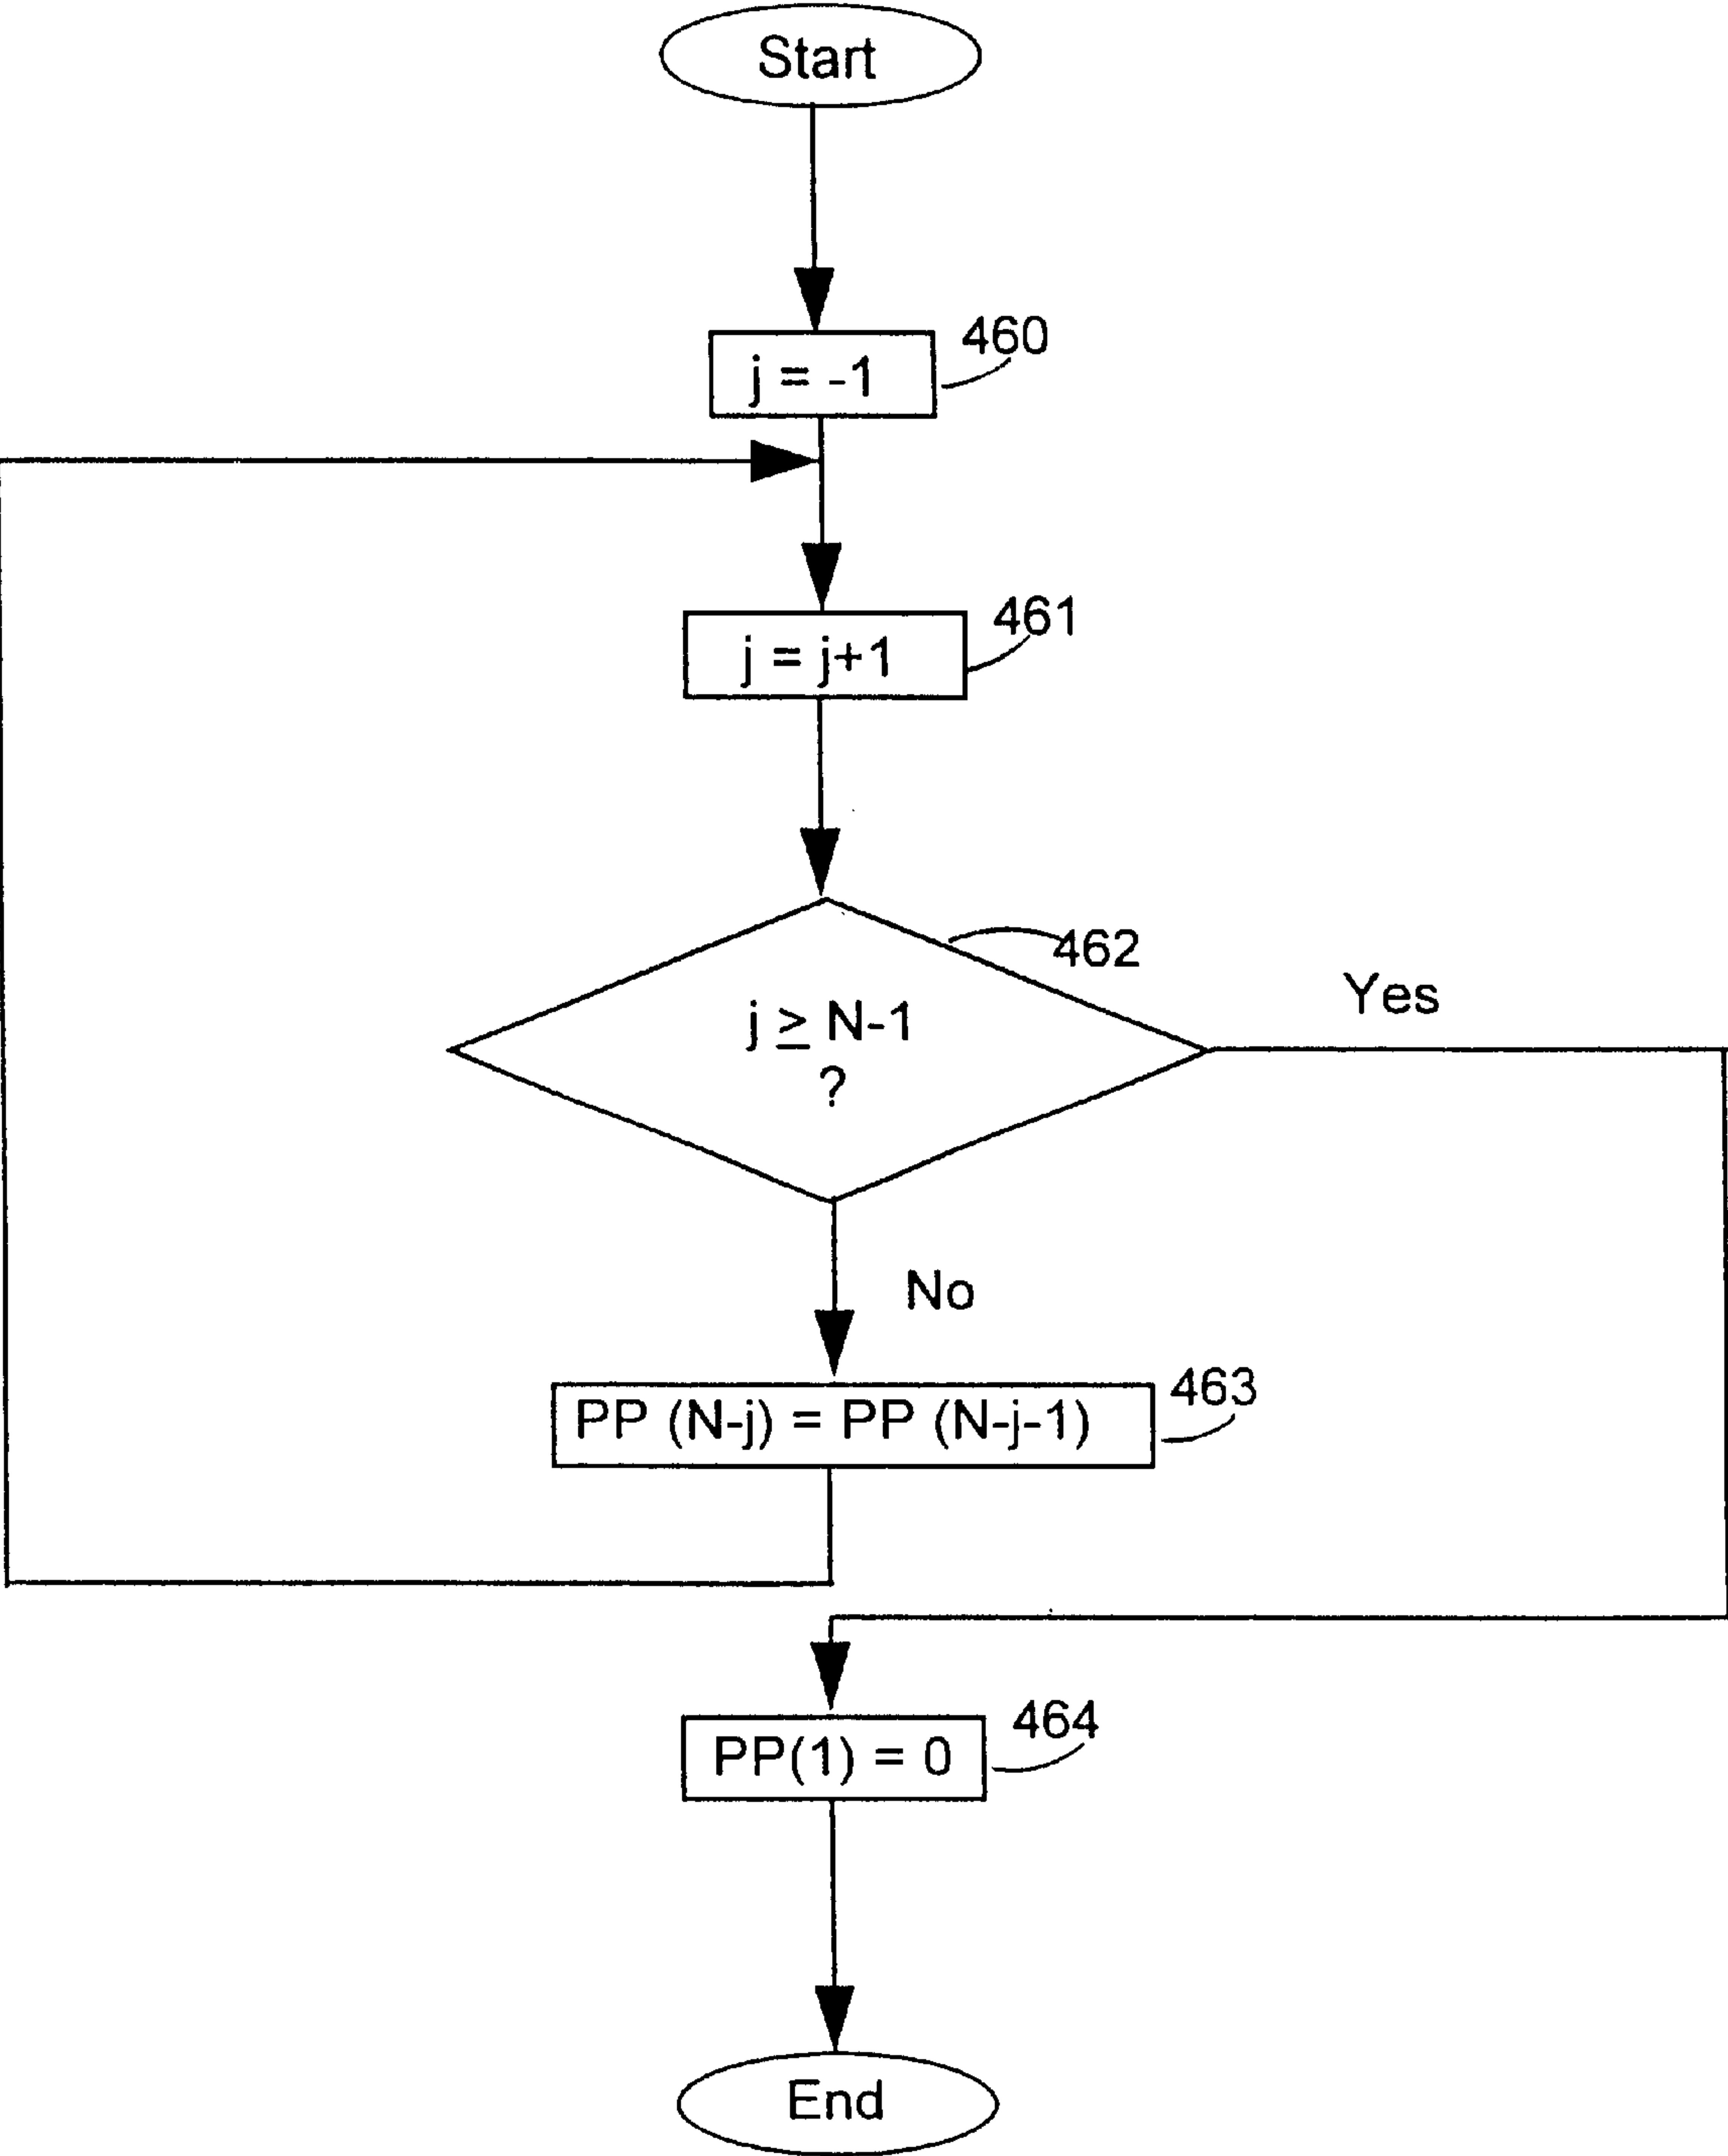 Start
460
j = -1
461
j = j+1
462
Yes
j ≥ N-1
?
No
463
PP (N-j) = PP (N-j-1)
464
PP(1) = 0
End